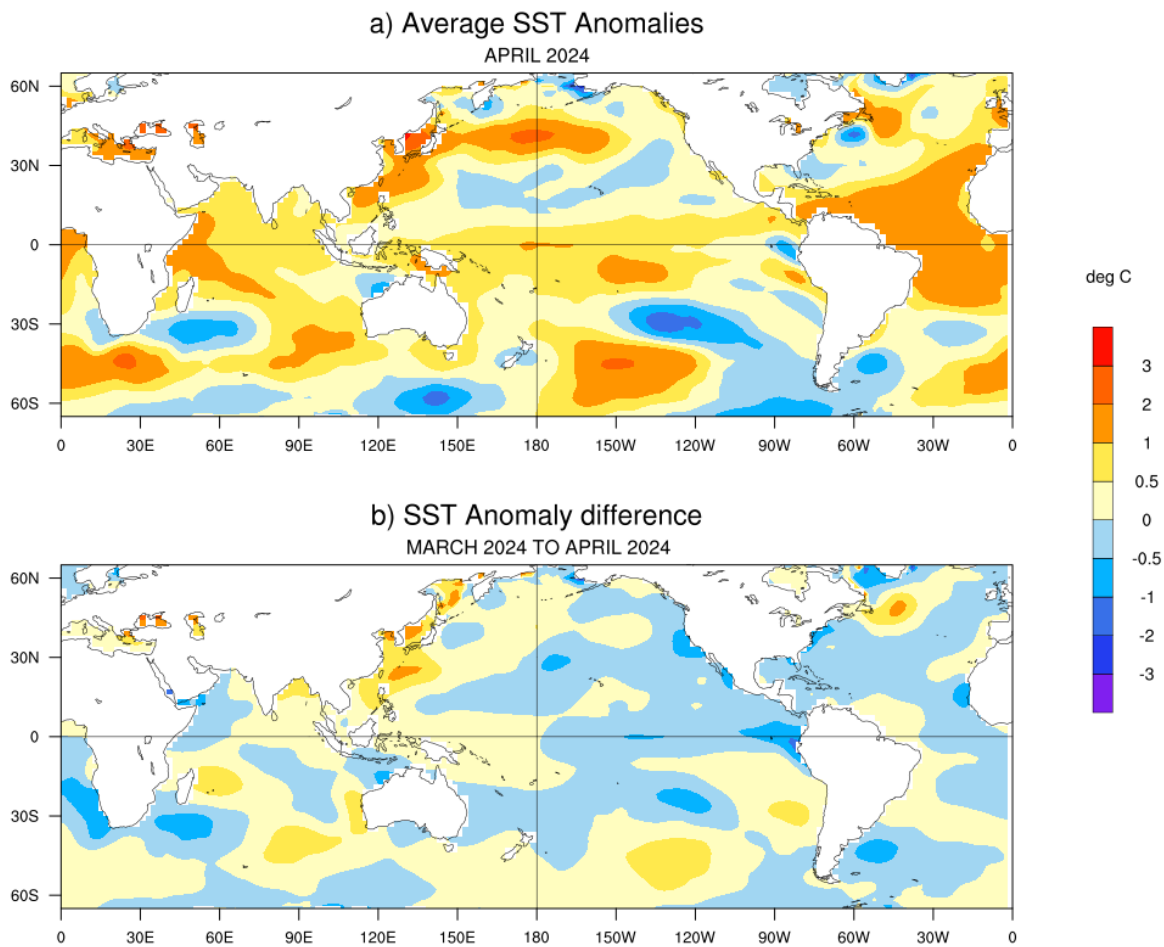 a) Average SST Anomalies
APRIL 2024
60N
30N
0
30S
60S
0 30E 60E 90E 120E 150E 180 150W 120W 90W 60W 30W 0
deg C
3
2
1
0.5
0
-0.5
-1
-2
-3
b) SST Anomaly difference
MARCH 2024 TO APRIL 2024
60N
30N
0
30S
60S
0 30E 60E 90E 120E 150E 180 150W 120W 90W 60W 30W 0